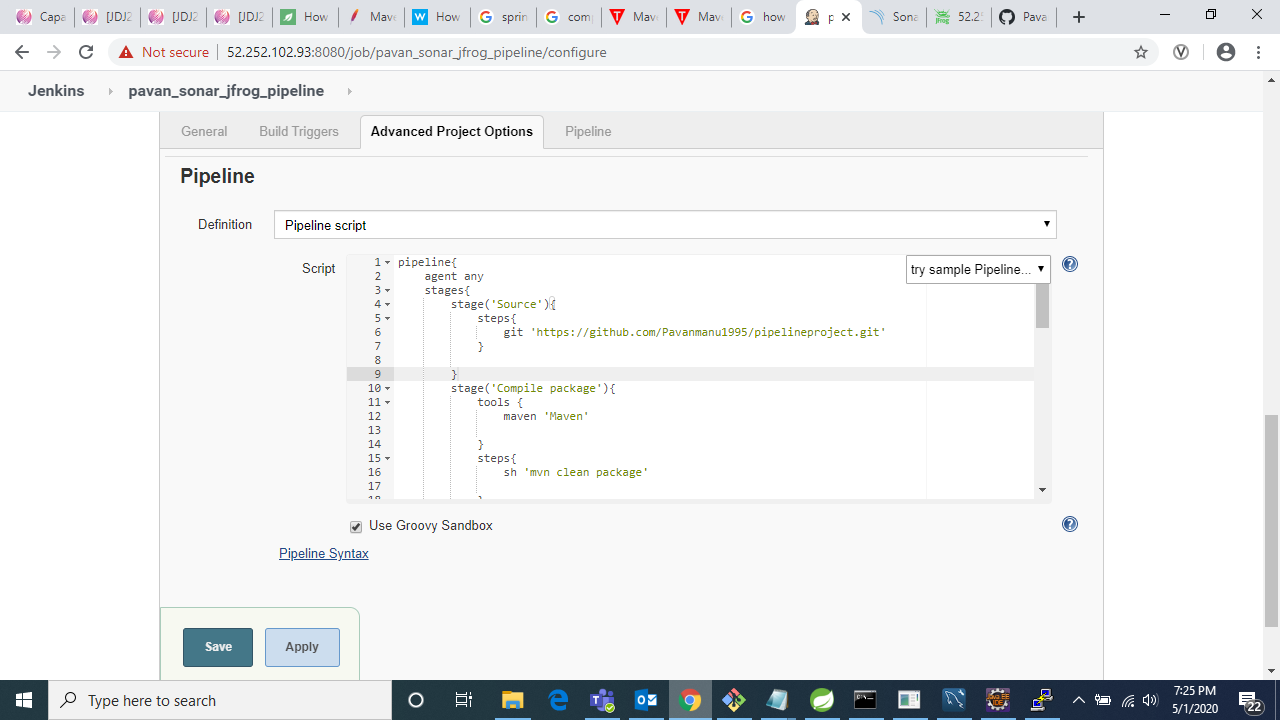 Capa
[JDJ2
[JDJ2
[JDJ2
How
Mave
How
sprin
com
Mave
Mave
how
p
Sona
52.2
Pava
Not secure
52.252.102.93:8080/job/pavan_sonar_jfrog_pipeline/configure
Jenkins
pavan_sonar_jfrog_pipeline
General
Build Triggers
Advanced Project Options
Pipeline
Pipeline
Definition
Pipeline script
Script
try sample Pipeline...
1 pipeline{
2 agent any
3 stages{
4 stage('Source'){
5 steps{
6 git 'https://github.com/Pavanmanu1995/pipelineproject.git'
7 }
8
9 }
10 stage('Compile package'){
11 tools {
12 maven 'Maven'
13
14 }
15 steps{
16 sh 'mvn clean package'
17
18 }
Use Groovy Sandbox
Pipeline Syntax
Save
Apply
Type here to search
7:25 PM
5/1/2020
22